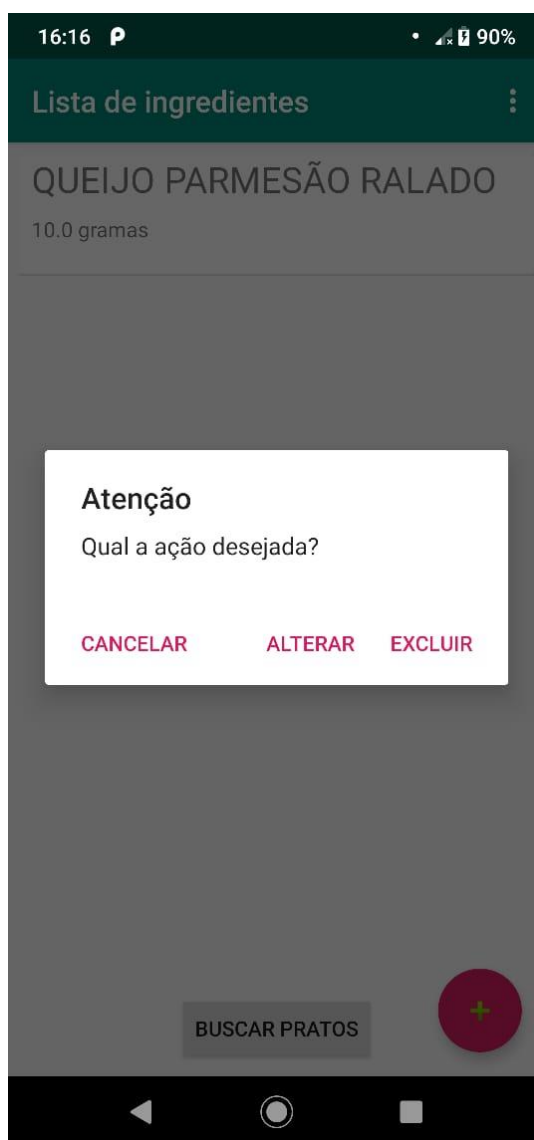 16:16 P 90%
Lista de ingredientes
QUEIJO PARMESÃO RALADO
10.0 gramas
Atenção
Qual a ação desejada?
CANCELAR ALTERAR EXCLUIR
BUSCAR PRATOS
+